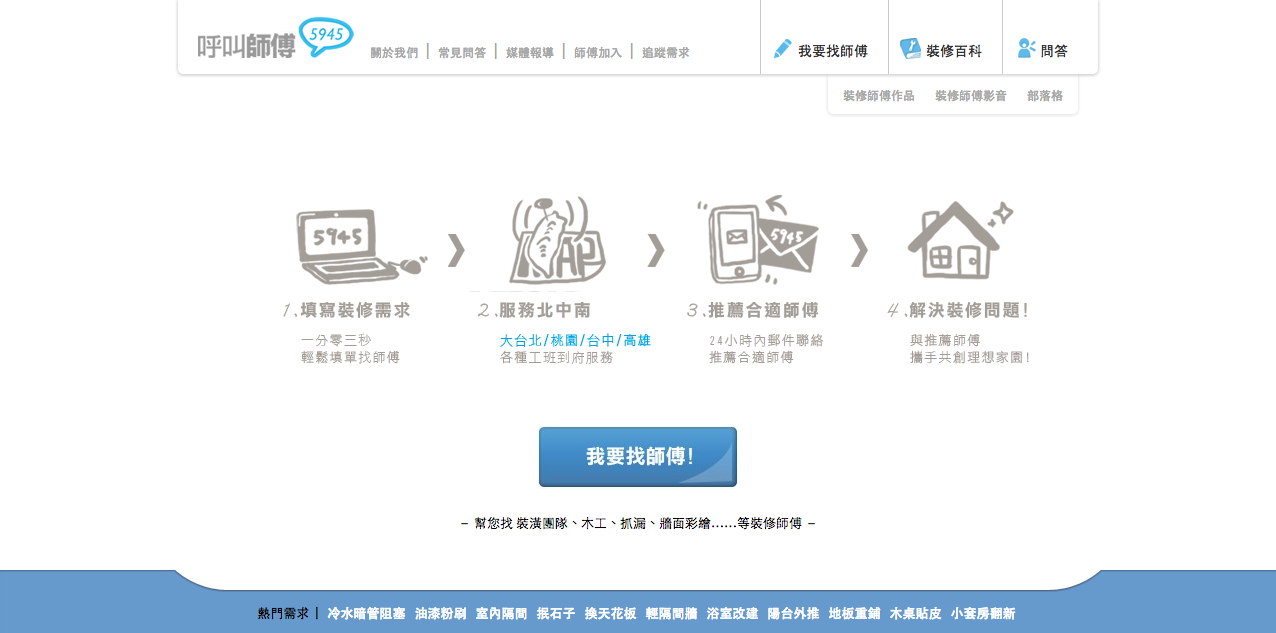 呼叫師傅 5945
關於我們 | 常見問答 | 媒體報導 | 師傅加入 | 追蹤需求
我要找師傅 裝修百科 問答
裝修師傅作品 裝修師傅影音 部落格
5945
MAP
5945
1.填寫裝修需求
一分零三秒
輕鬆填單找師傅
2.服務北中南
大台北/桃園/台中/高雄
各種工班到府服務
3.推薦合適師傅
24小時內郵件聯絡
推薦合適師傅
4.解決裝修問題!
與推薦師傅
攜手共創理想家園!
我要找師傅!
– 幫您找 裝潢團隊、木工、抓漏、牆面彩繪......等裝修師傅 –
熱門需求 | 冷水暗管阻塞 油漆粉刷 室內隔間 抿石子 換天花板 輕隔間牆 浴室改建 陽台外推 地板重鋪 木桌貼皮 小套房翻新